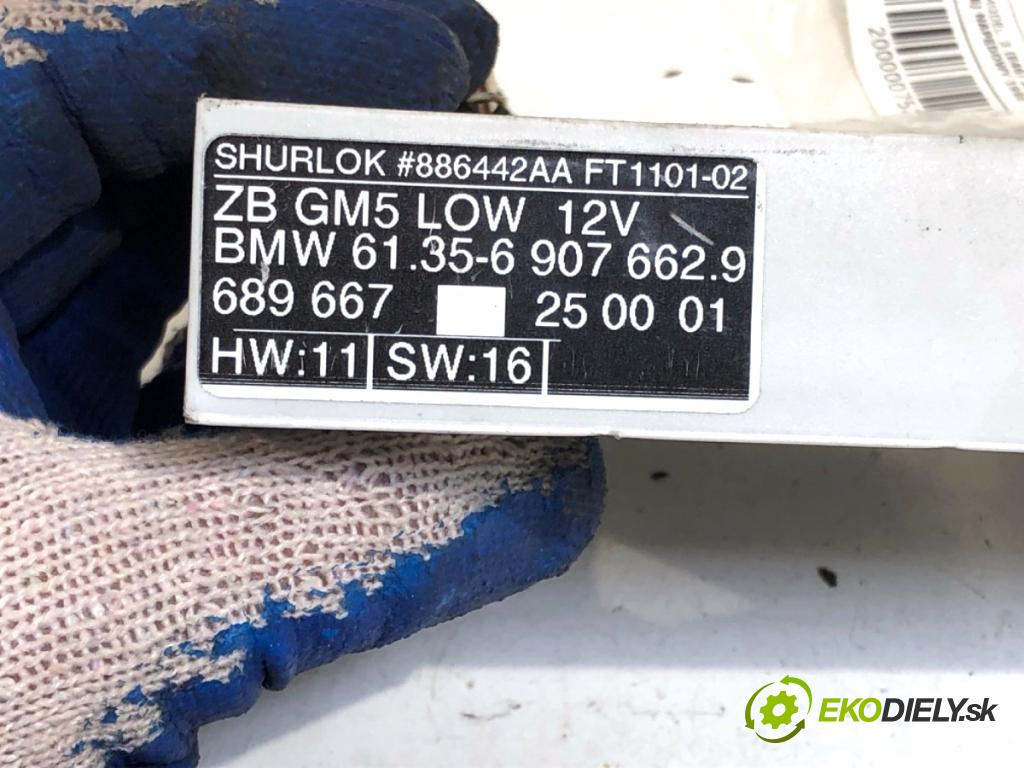 SHURLOK #886442AA FT1101-02
ZB GM5 LOW 12V
BMW 61.35-6 907 662.9
689 667 25 00 01
HW:11 SW:16
2000007
EKODIELY.sk